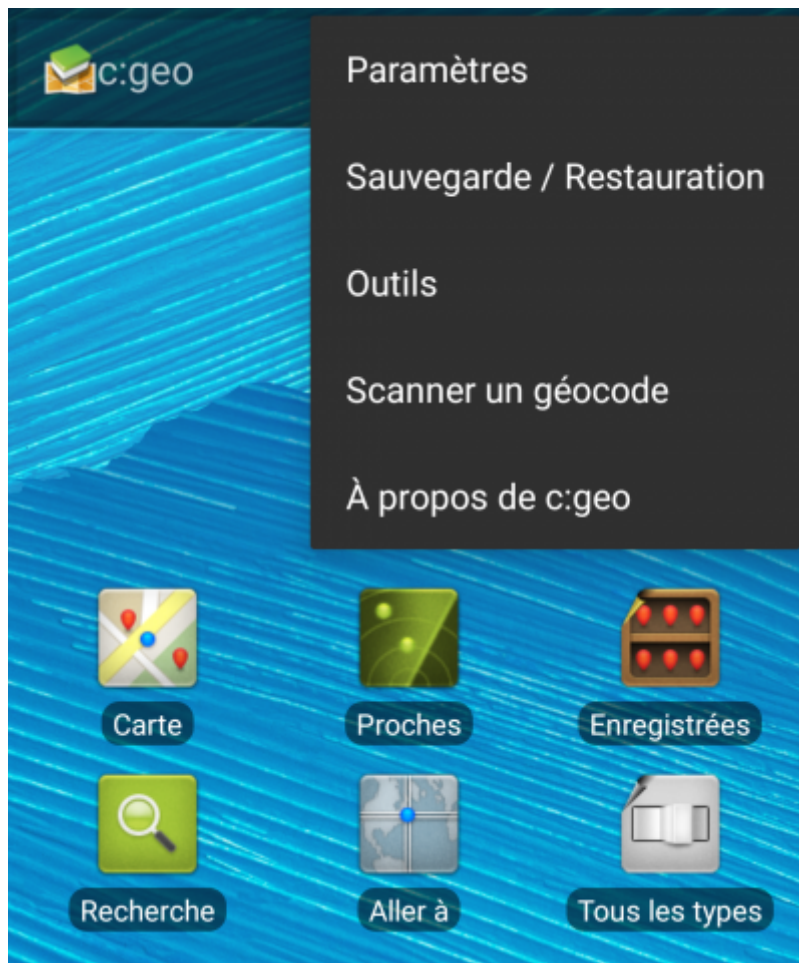 c:geo
Paramètres
Sauvegarde / Restauration
Outils
Scanner un géocode
À propos de c:geo
Carte
Proches
Enregistrées
Recherche
Aller à
Tous les types